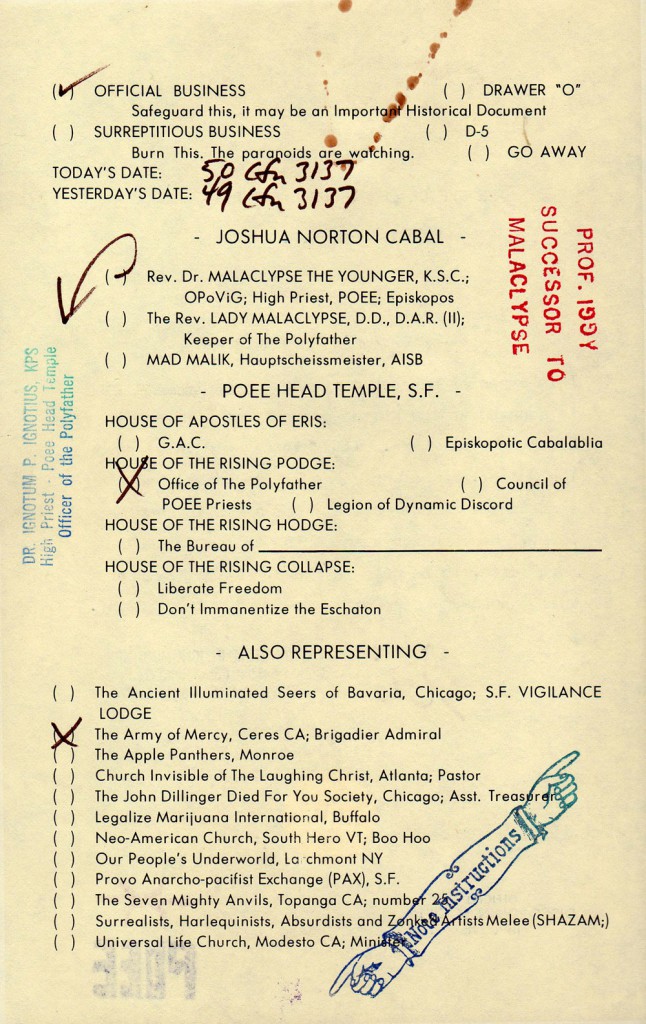 (✓) OFFICIAL BUSINESS ( ) DRAWER "O"
Safeguard this, it may be an Important Historical Document
( ) SURREPTITIOUS BUSINESS ( ) D-5
Burn This. The paranoids are watching. ( ) GO AWAY
TODAY'S DATE: 50 Cfn 3137
YESTERDAY'S DATE: 49 Cfn 3137
- JOSHUA NORTON CABAL -
( ) Rev. Dr. MALACLYPSE THE YOUNGER, K.S.C.;
OPoViG; High Priest, POEE; Episkopos
( ) The Rev. LADY MALACLYPSE, D.D., D.A.R. (II);
Keeper of The Polyfather
( ) MAD MALIK, Hauptscheissmeister, AISB
PROF. 199Y
SUCCESSOR TO
MALACLYPSE
DR. IGNOTUM P. IGNOTIUS, KPS
High Priest - Poee Head Temple
Officer of the Polyfather
- POEE HEAD TEMPLE, S.F. -
HOUSE OF APOSTLES OF ERIS:
( ) G.A.C. ( ) Episkopotic Cabalablia
HOUSE OF THE RISING PODGE:
(X) Office of The Polyfather ( ) Council of
POEE Priests ( ) Legion of Dynamic Discord
HOUSE OF THE RISING HODGE:
( ) The Bureau of
HOUSE OF THE RISING COLLAPSE:
( ) Liberate Freedom
( ) Don't Immanentize the Eschaton
- ALSO REPRESENTING -
( ) The Ancient Illuminated Seers of Bavaria, Chicago; S.F. VIGILANCE
LODGE
(X) The Army of Mercy, Ceres CA; Brigadier Admiral
( ) The Apple Panthers, Monroe
( ) Church Invisible of The Laughing Christ, Atlanta; Pastor
( ) The John Dillinger Died For You Society, Chicago; Asst. Treasurer
( ) Legalize Marijuana International, Buffalo
( ) Neo-American Church, South Hero VT; Boo Hoo
( ) Our People's Underworld, Larchmont NY
( ) Provo Anarcho-pacifist Exchange (PAX), S.F.
( ) The Seven Mighty Anvils, Topanga CA; number 25
( ) Surrealists, Harlequinists, Absurdists and Zonked Artists Melee (SHAZAM;)
( ) Universal Life Church, Modesto CA; Minister
Note Instructions
POEE